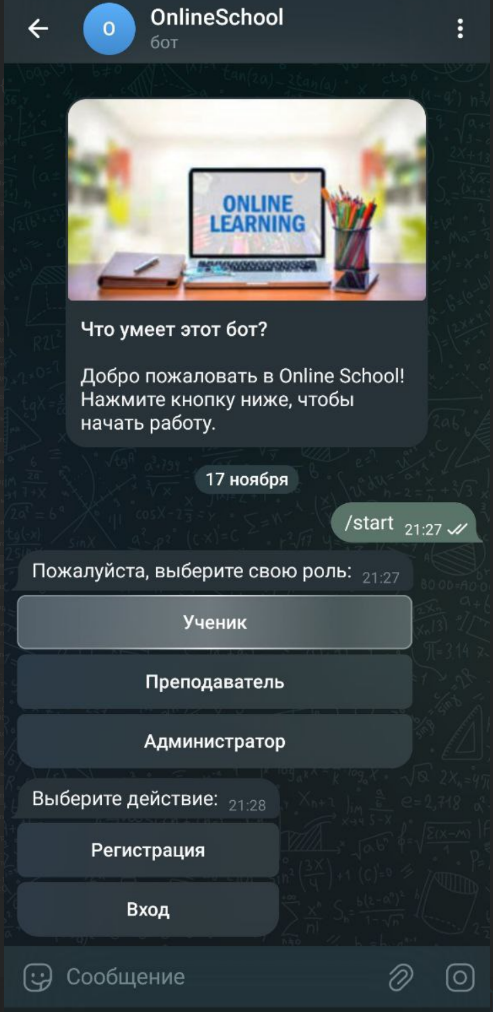 O
OnlineSchool
бот
ONLINE
LEARNING
Что умеет этот бот?
Добро пожаловать в Online School!
Нажмите кнопку ниже, чтобы
начать работу.
17 ноября
/start 21:27
Пожалуйста, выберите свою роль: 21:27
Ученик
Преподаватель
Администратор
Выберите действие: 21:28
Регистрация
Вход
Сообщение